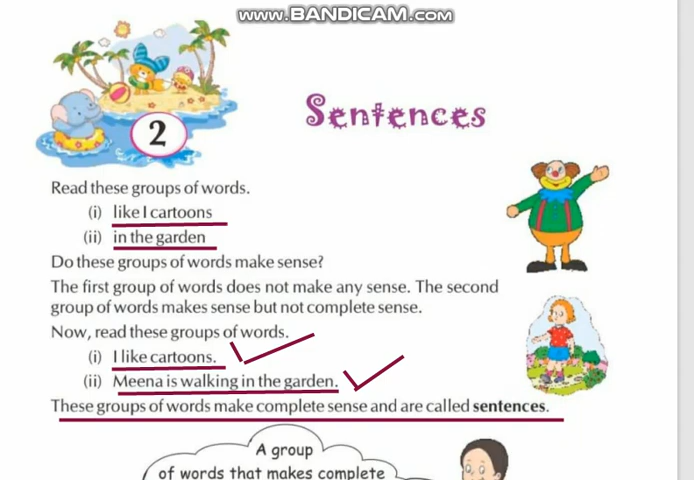 www.BANDICAM.com
2
Sentences
Read these groups of words.
(i) like I cartoons
(ii) in the garden
Do these groups of words make sense?
The first group of words does not make any sense. The second
group of words makes sense but not complete sense.
Now, read these groups of words.
(i) I like cartoons.
(ii) Meena is walking in the garden.
These groups of words make complete sense and are called sentences.
A group
of words that makes complete